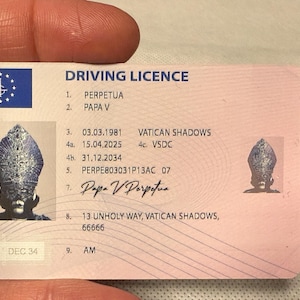 DRIVING LICENCE
1. PERPETUA
2. PAPA V
3. 03.03.1981 VATICAN SHADOWS
4a. 15.04.2025 4c. VSDC
4b. 31.12.2034
5. PERPE803031P13AC 07
7. Papa V Perpetua
8. 13 UNHOLY WAY, VATICAN SHADOWS,
66666
DEC 34
9. AM